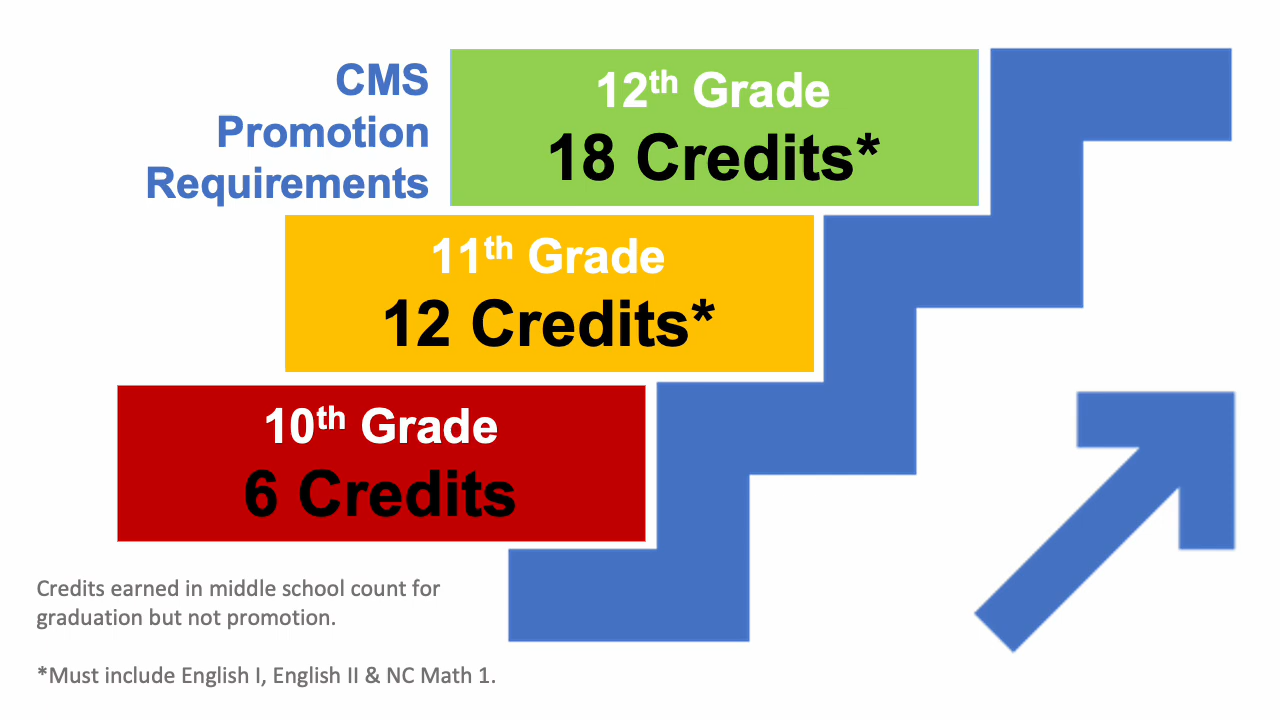 CMS
Promotion
Requirements
12th Grade
18 Credits*
11th Grade
12 Credits*
10th Grade
6 Credits
Credits earned in middle school count for
graduation but not promotion.
*Must include English I, English II & NC Math 1.